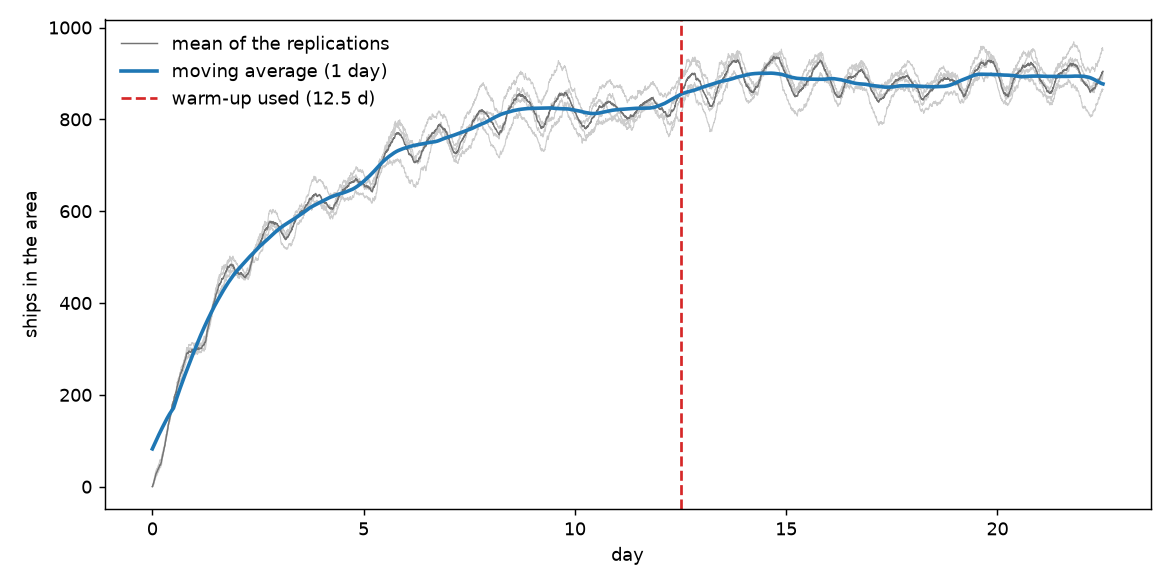 1000
800
600
400
200
0
ships in the area
mean of the replications
moving average (1 day)
warm-up used (12.5 d)
0 5 10 15 20
day